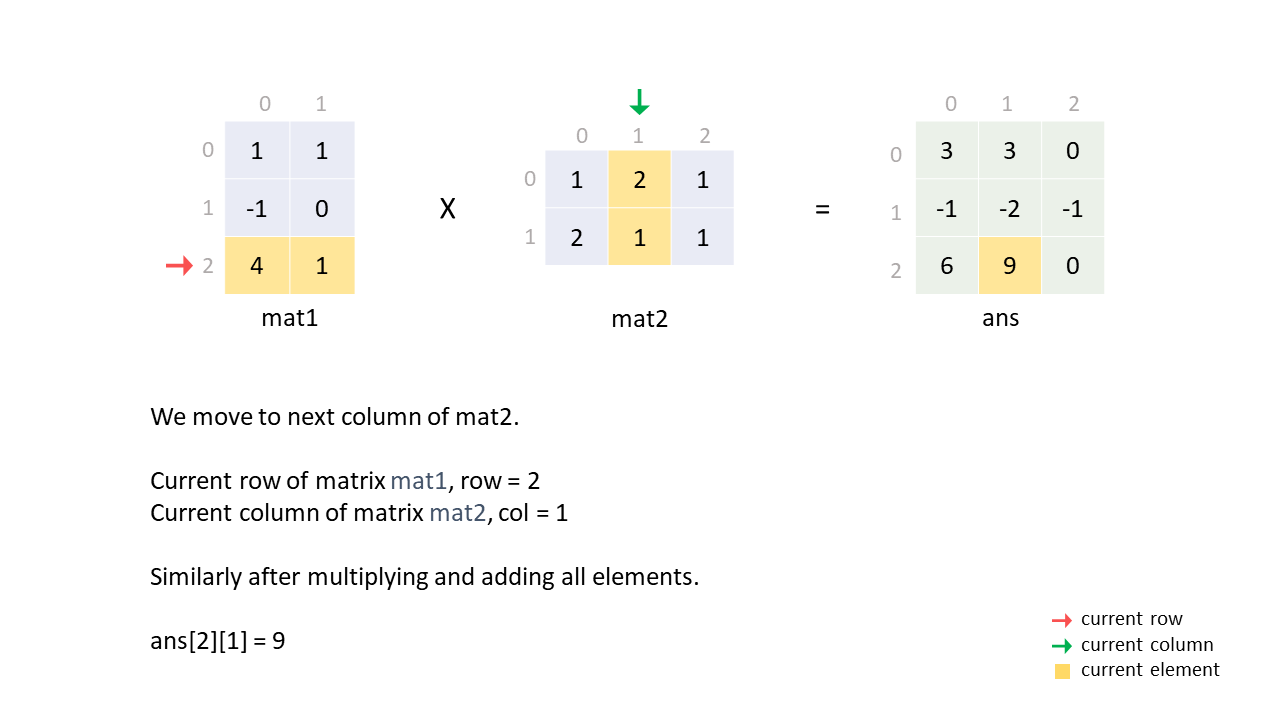 0 1
0 1 1
1 -1 0
2 4 1
mat1
X
0 1 2
0 1 2 1
1 2 1 1
mat2
=
0 1 2
0 3 3 0
1 -1 -2 -1
2 6 9 0
ans
We move to next column of mat2.
Current row of matrix mat1, row = 2
Current column of matrix mat2, col = 1
Similarly after multiplying and adding all elements.
ans[2][1] = 9
current row
current column
current element